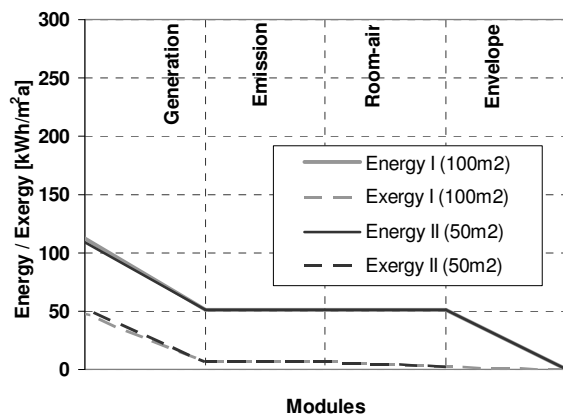 Energy / Exergy [kWh/m²a]
300
250
200
150
100
50
0
Generation
Emission
Room-air
Envelope
Energy I (100m2)
Exergy I (100m2)
Energy II (50m2)
Exergy II (50m2)
Modules